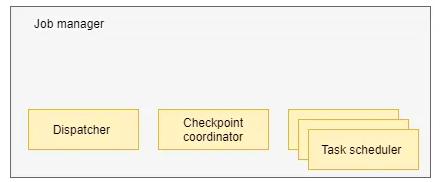 Job manager
Dispatcher
Checkpoint
coordinator
Task scheduler